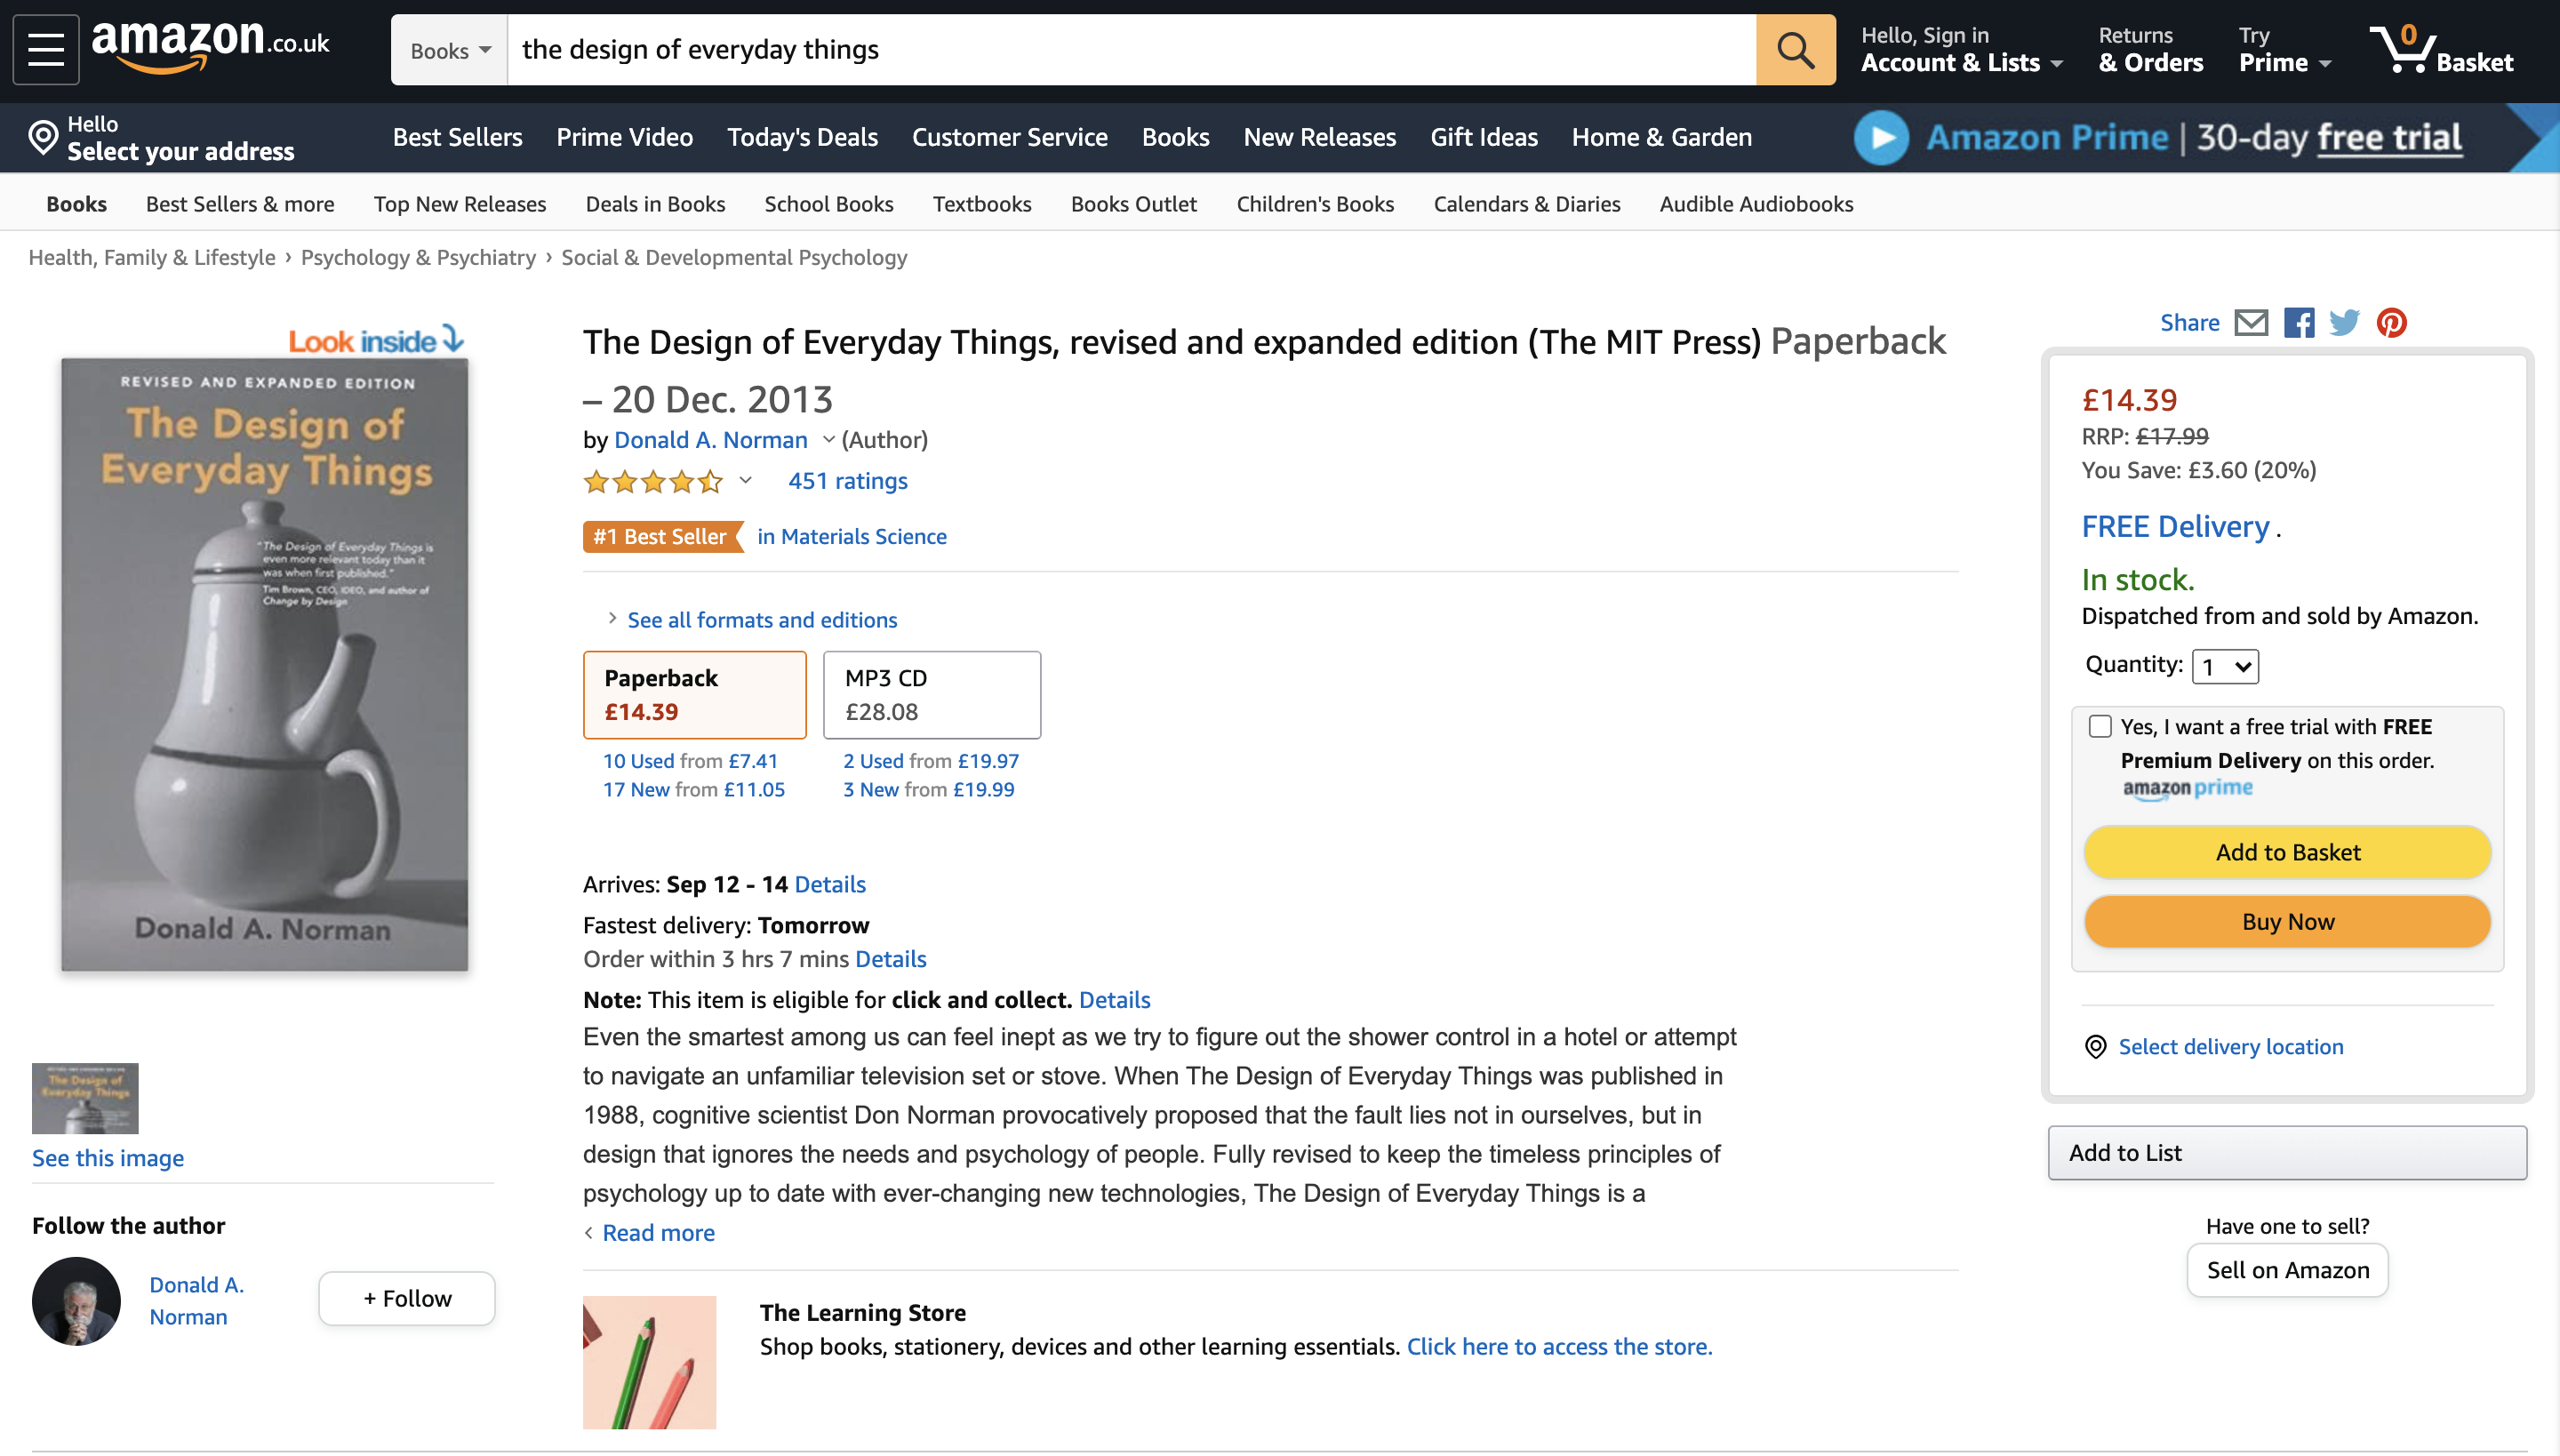 amazon.co.uk
Books
the design of everyday things
Hello, Sign in
Account & Lists
Returns
& Orders
Try
Prime
0
Basket
Hello
Select your address
Best Sellers
Prime Video
Today's Deals
Customer Service
Books
New Releases
Gift Ideas
Home & Garden
Amazon Prime | 30-day free trial
Books
Best Sellers & more
Top New Releases
Deals in Books
School Books
Textbooks
Books Outlet
Children's Books
Calendars & Diaries
Audible Audiobooks
Health, Family & Lifestyle › Psychology & Psychiatry › Social & Developmental Psychology
Look inside
REVISED AND EXPANDED EDITION
The Design of
Everyday Things
"The Design of Everyday Things is
even more relevant today than it
was when first published."
Tim Brown, CEO, IDEO, and author of
Change by Design
Donald A. Norman
See this image
Follow the author
Donald A.
Norman
+ Follow
The Design of Everyday Things, revised and expanded edition (The MIT Press) Paperback
– 20 Dec. 2013
by Donald A. Norman (Author)
451 ratings
#1 Best Seller in Materials Science
See all formats and editions
Paperback
£14.39
10 Used from £7.41
17 New from £11.05
MP3 CD
£28.08
2 Used from £19.97
3 New from £19.99
Arrives: Sep 12 - 14 Details
Fastest delivery: Tomorrow
Order within 3 hrs 7 mins Details
Note: This item is eligible for click and collect. Details
Even the smartest among us can feel inept as we try to figure out the shower control in a hotel or attempt
to navigate an unfamiliar television set or stove. When The Design of Everyday Things was published in
1988, cognitive scientist Don Norman provocatively proposed that the fault lies not in ourselves, but in
design that ignores the needs and psychology of people. Fully revised to keep the timeless principles of
psychology up to date with ever-changing new technologies, The Design of Everyday Things is a
Read more
The Learning Store
Shop books, stationery, devices and other learning essentials. Click here to access the store.
Share
£14.39
RRP: £17.99
You Save: £3.60 (20%)
FREE Delivery .
In stock.
Dispatched from and sold by Amazon.
Quantity: 1
Yes, I want a free trial with FREE
Premium Delivery on this order.
amazon prime
Add to Basket
Buy Now
Select delivery location
Add to List
Have one to sell?
Sell on Amazon